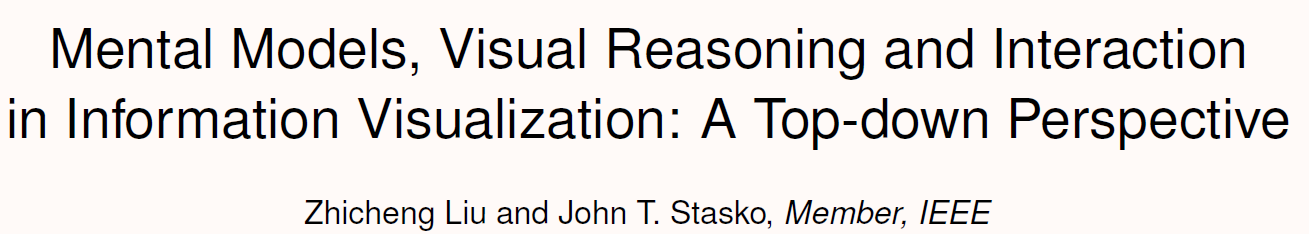 Mental Models, Visual Reasoning and Interaction
in Information Visualization: A Top-down Perspective
Zhicheng Liu and John T. Stasko, Member, IEEE